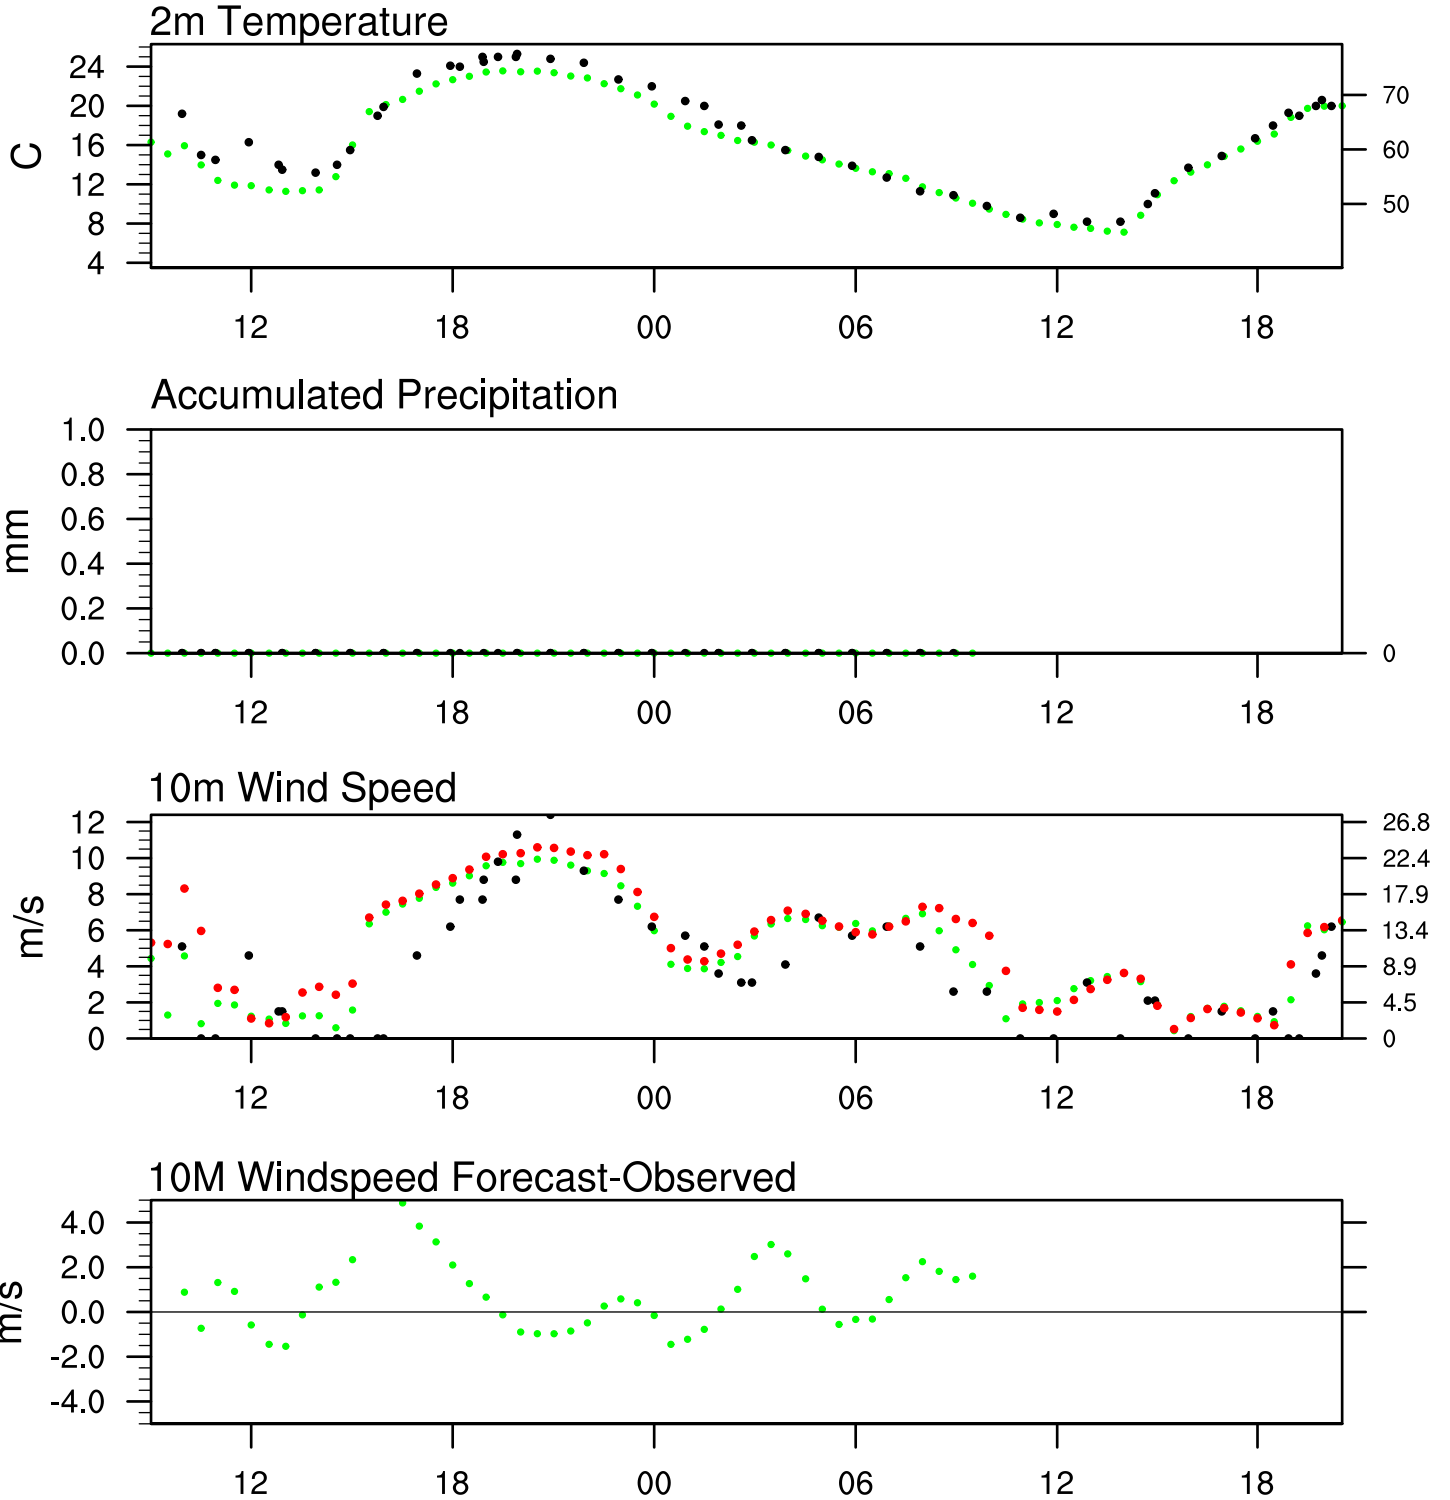 2m Temperature
24
20
16
12
8
4
C
70
60
50
12 18 00 06 12 18
Accumulated Precipitation
1.0
0.8
0.6
0.4
0.2
0.0
mm
0
12 18 00 06 12 18
10m Wind Speed
12
10
8
6
4
2
0
m/s
26.8
22.4
17.9
13.4
8.9
4.5
0
12 18 00 06 12 18
10M Windspeed Forecast-Observed
4.0
2.0
0.0
-2.0
-4.0
m/s
12 18 00 06 12 18